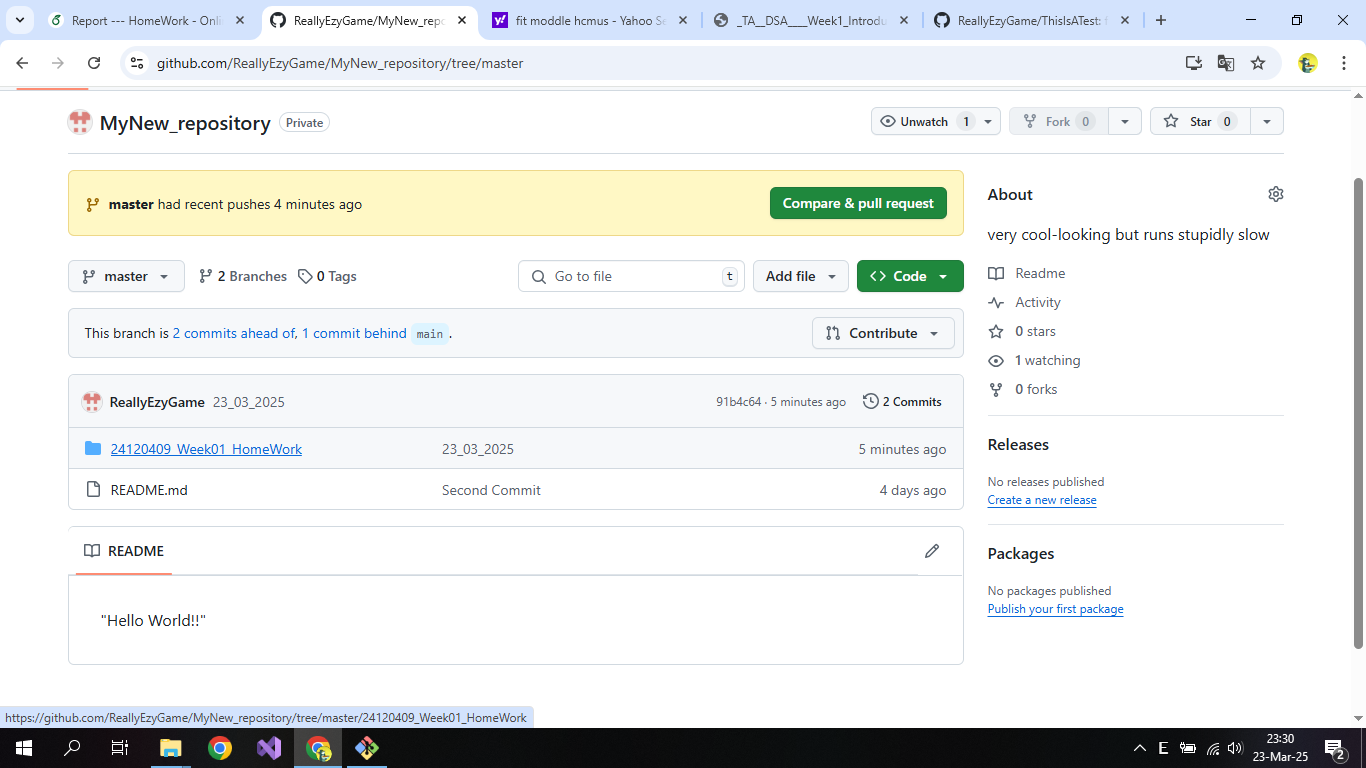 Report --- HomeWork - Onli
ReallyEzyGame/MyNew_repo
fit moddle hcmus - Yahoo Se
_TA__DSA____Week1_Introdu
ReallyEzyGame/ThisIsATest: f
github.com/ReallyEzyGame/MyNew_repository/tree/master
MyNew_repository Private
Unwatch 1
Fork 0
Star 0
master had recent pushes 4 minutes ago
Compare & pull request
master
2 Branches
0 Tags
Go to file t
Add file
<> Code
This branch is 2 commits ahead of, 1 commit behind main .
Contribute
ReallyEzyGame 23_03_2025 91b4c64 · 5 minutes ago 2 Commits
24120409_Week01_HomeWork 23_03_2025 5 minutes ago
README.md Second Commit 4 days ago
README
"Hello World!!"
About
very cool-looking but runs stupidly slow
Readme
Activity
0 stars
1 watching
0 forks
Releases
No releases published
Create a new release
Packages
No packages published
Publish your first package
https://github.com/ReallyEzyGame/MyNew_repository/tree/master/24120409_Week01_HomeWork
E
23:30
23-Mar-25
2